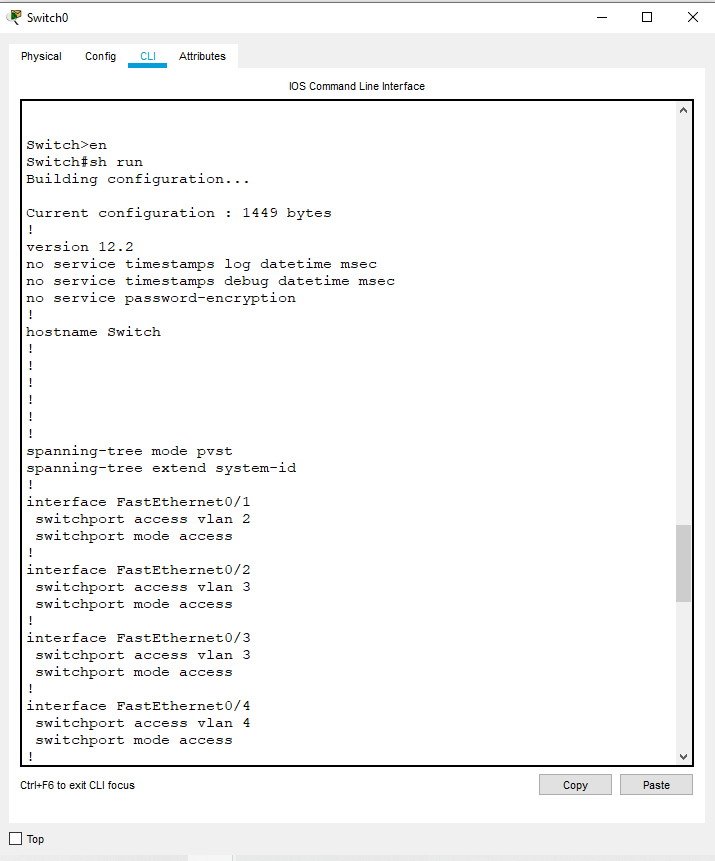 Switch0
Physical Config CLI Attributes
IOS Command Line Interface
Switch>en
Switch#sh run
Building configuration...
Current configuration : 1449 bytes
!
version 12.2
no service timestamps log datetime msec
no service timestamps debug datetime msec
no service password-encryption
!
hostname Switch
!
!
!
!
!
!
spanning-tree mode pvst
spanning-tree extend system-id
!
interface FastEthernet0/1
 switchport access vlan 2
 switchport mode access
!
interface FastEthernet0/2
 switchport access vlan 3
 switchport mode access
!
interface FastEthernet0/3
 switchport access vlan 3
 switchport mode access
!
interface FastEthernet0/4
 switchport access vlan 4
 switchport mode access
!
Ctrl+F6 to exit CLI focus Copy Paste
Top